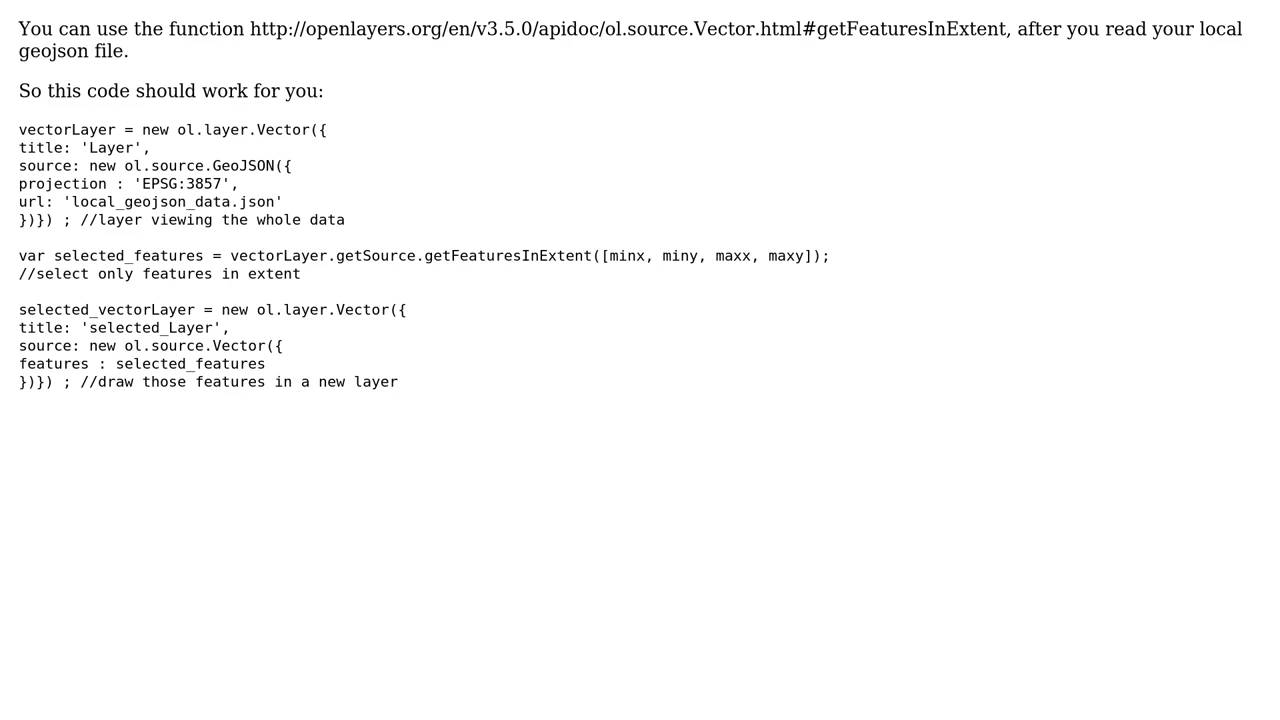 You can use the function http://openlayers.org/en/v3.5.0/apidoc/ol.source.Vector.html#getFeaturesInExtent, after you read your local
geojson file.
So this code should work for you:
vectorLayer = new ol.layer.Vector({
title: 'Layer',
source: new ol.source.GeoJSON({
projection : 'EPSG:3857',
url: 'local_geojson_data.json'
})}) ; //layer viewing the whole data
var selected_features = vectorLayer.getSource.getFeaturesInExtent([minx, miny, maxx, maxy]);
//select only features in extent
selected_vectorLayer = new ol.layer.Vector({
title: 'selected_Layer',
source: new ol.source.Vector({
features : selected_features
})}) ; //draw those features in a new layer